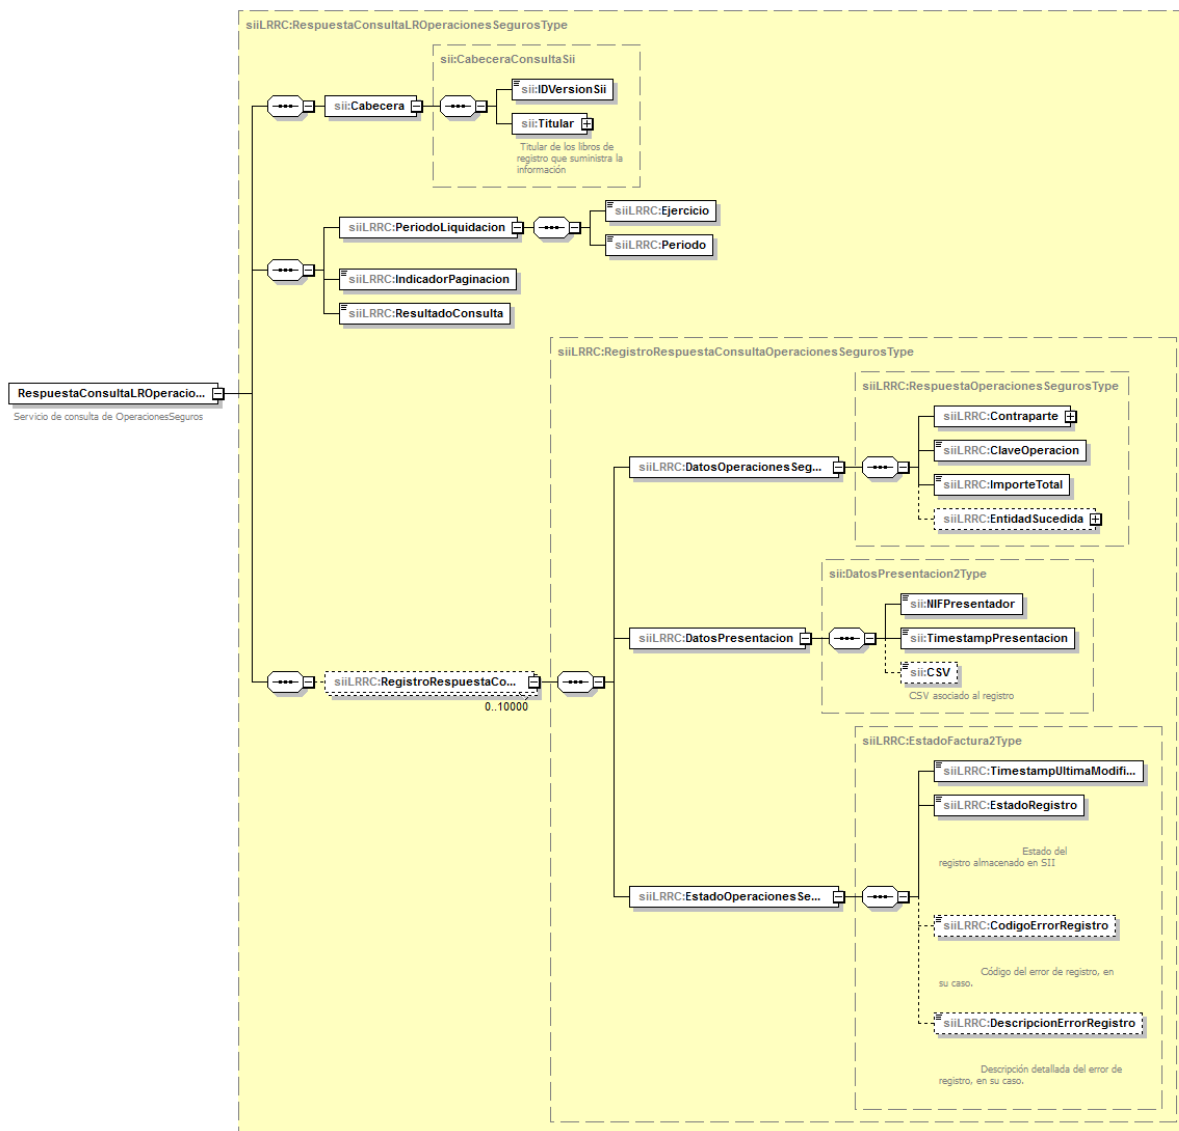 siiLRRC:RespuestaConsultaLROperacionesSegurosType
sii:CabeceraConsultaSii
sii:IDVersionSii
sii:Cabecera
sii:Titular
Titular de los libros de
registro que suministra la
información
siiLRRC:Ejercicio
siiLRRC:PeriodoLiquidacion
siiLRRC:Periodo
siiLRRC:IndicadorPaginacion
siiLRRC:ResultadoConsulta
siiLRRC:RegistroRespuestaConsultaOperacionesSegurosType
siiLRRC:RespuestaOperacionesSegurosType
RespuestaConsultaLROperacio...
Servicio de consulta de OperacionesSeguros
siiLRRC:Contraparte
siiLRRC:ClaveOperacion
siiLRRC:DatosOperacionesSeg...
siiLRRC:ImporteTotal
siiLRRC:EntidadSucedida
sii:DatosPresentacion2Type
sii:NIFPresentador
siiLRRC:DatosPresentacion
sii:TimestampPresentacion
sii:CSV
CSV asociado al registro
siiLRRC:RegistroRespuestaCo...
0..10000
siiLRRC:EstadoFactura2Type
siiLRRC:TimestampUltimaModifi...
siiLRRC:EstadoRegistro
Estado del
registro almacenado en SII
siiLRRC:EstadoOperacionesSe...
siiLRRC:CodigoErrorRegistro
Código del error de registro, en
su caso.
siiLRRC:DescripcionErrorRegistro
Descripción detallada del error de
registro, en su caso.